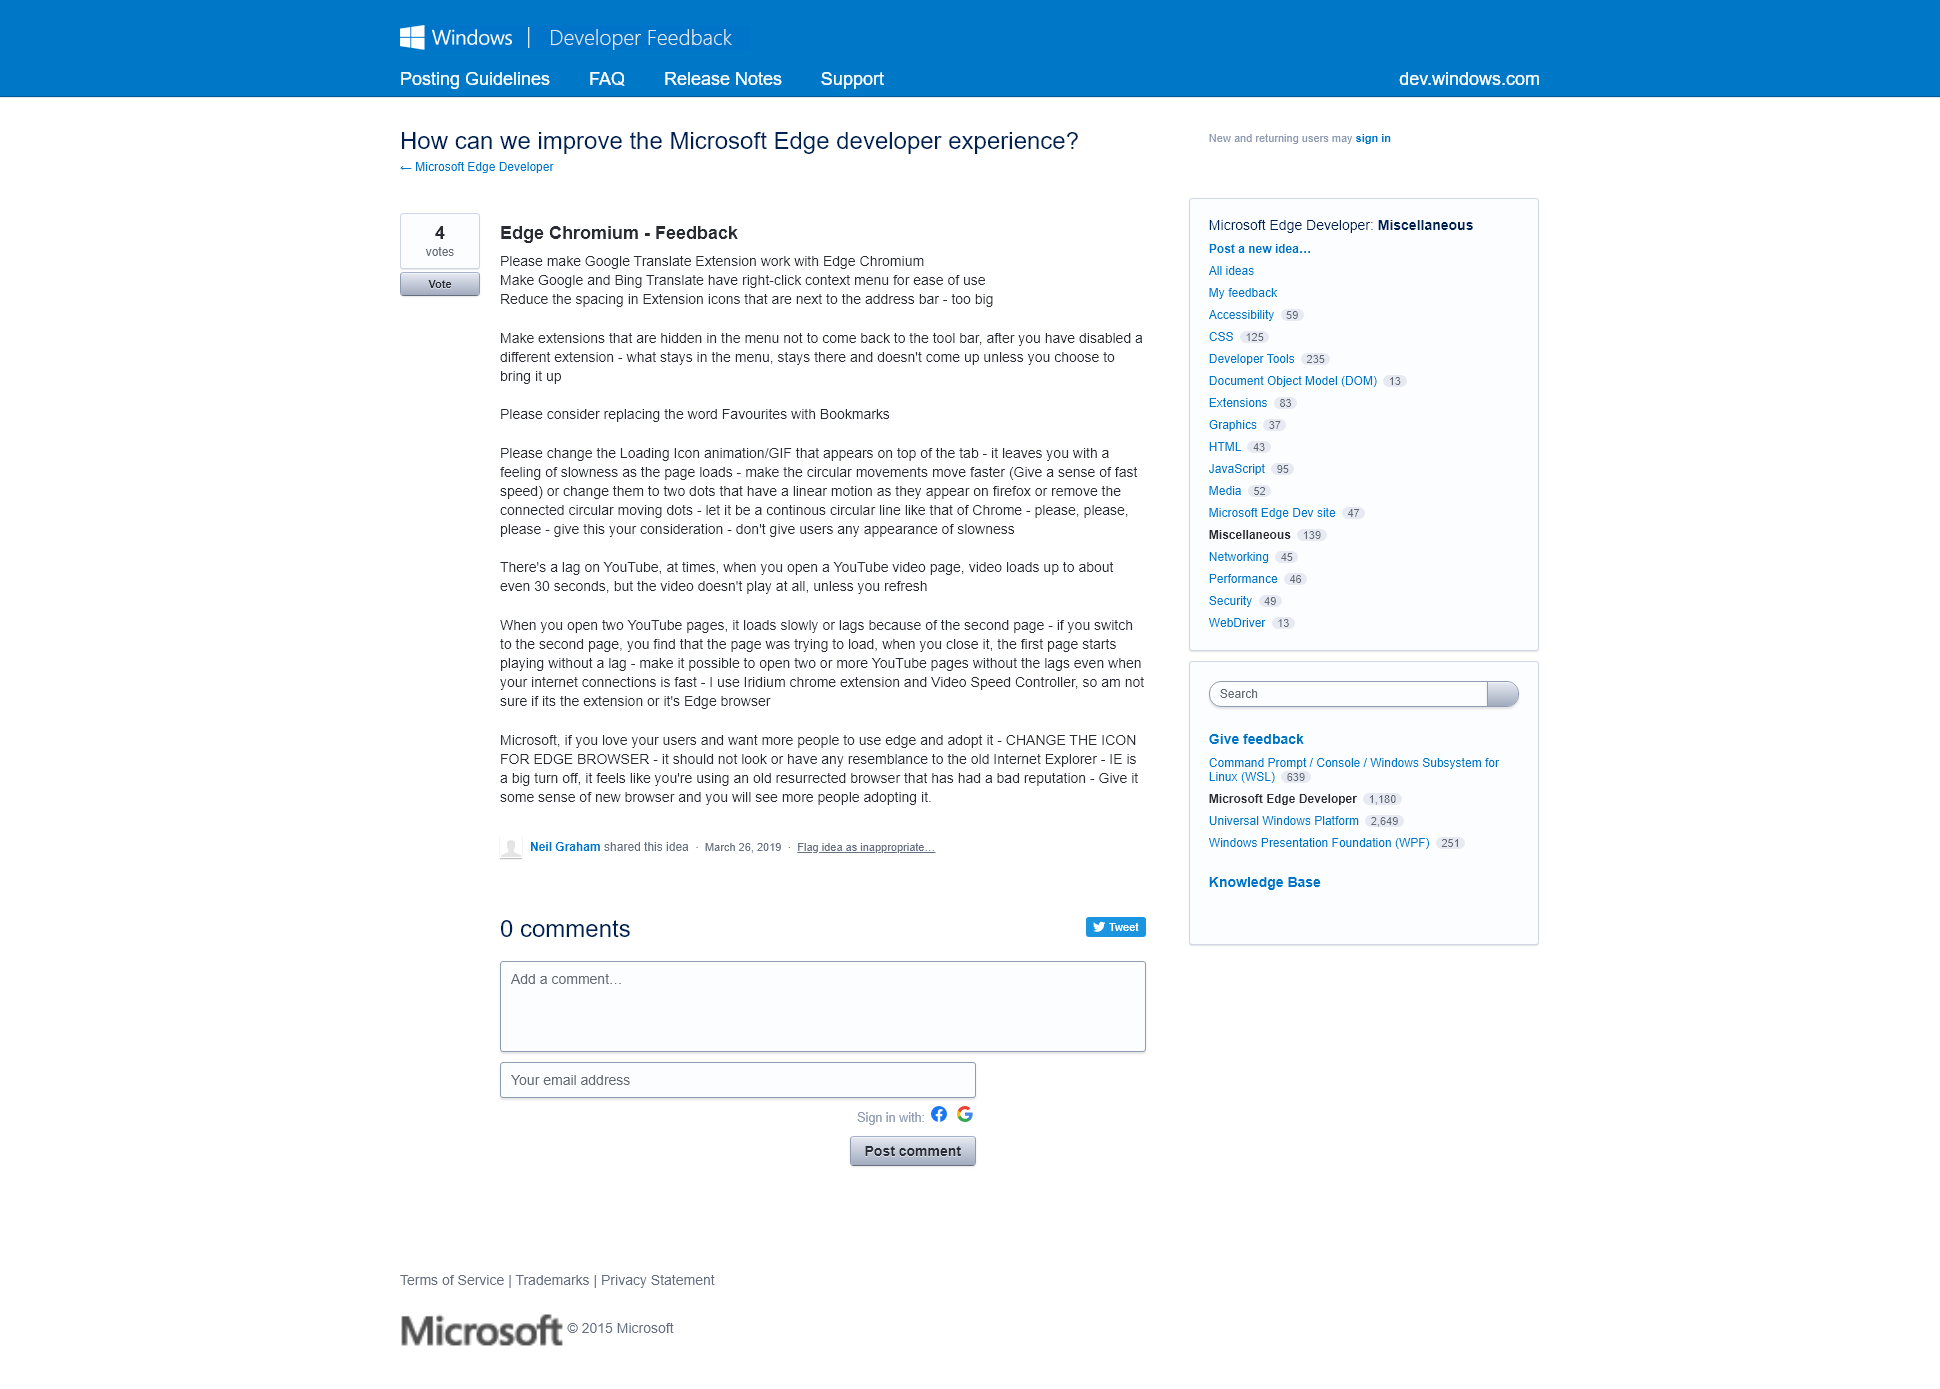 Windows | Developer Feedback
Posting Guidelines FAQ Release Notes Support dev.windows.com
How can we improve the Microsoft Edge developer experience?
← Microsoft Edge Developer
New and returning users may sign in
4
votes
Vote
Edge Chromium - Feedback
Please make Google Translate Extension work with Edge Chromium
Make Google and Bing Translate have right-click context menu for ease of use
Reduce the spacing in Extension icons that are next to the address bar - too big
Make extensions that are hidden in the menu not to come back to the tool bar, after you have disabled a
different extension - what stays in the menu, stays there and doesn't come up unless you choose to
bring it up
Please consider replacing the word Favourites with Bookmarks
Please change the Loading Icon animation/GIF that appears on top of the tab - it leaves you with a
feeling of slowness as the page loads - make the circular movements move faster (Give a sense of fast
speed) or change them to two dots that have a linear motion as they appear on firefox or remove the
connected circular moving dots - let it be a continous circular line like that of Chrome - please, please,
please - give this your consideration - don't give users any appearance of slowness
There's a lag on YouTube, at times, when you open a YouTube video page, video loads up to about
even 30 seconds, but the video doesn't play at all, unless you refresh
When you open two YouTube pages, it loads slowly or lags because of the second page - if you switch
to the second page, you find that the page was trying to load, when you close it, the first page starts
playing without a lag - make it possible to open two or more YouTube pages without the lags even when
your internet connections is fast - I use Iridium chrome extension and Video Speed Controller, so am not
sure if its the extension or it's Edge browser
Microsoft, if you love your users and want more people to use edge and adopt it - CHANGE THE ICON
FOR EDGE BROWSER - it should not look or have any resemblance to the old Internet Explorer - IE is
a big turn off, it feels like you're using an old resurrected browser that has had a bad reputation - Give it
some sense of new browser and you will see more people adopting it.
Neil Graham shared this idea · March 26, 2019 · Flag idea as inappropriate…
0 comments
Tweet
Add a comment…
Your email address
Sign in with:
Post comment
Microsoft Edge Developer: Miscellaneous
Post a new idea…
All ideas
My feedback
Accessibility 59
CSS 125
Developer Tools 235
Document Object Model (DOM) 13
Extensions 83
Graphics 37
HTML 43
JavaScript 95
Media 52
Microsoft Edge Dev site 47
Miscellaneous 139
Networking 45
Performance 46
Security 49
WebDriver 13
Search
Give feedback
Command Prompt / Console / Windows Subsystem for
Linux (WSL) 639
Microsoft Edge Developer 1,180
Universal Windows Platform 2,649
Windows Presentation Foundation (WPF) 251
Knowledge Base
Terms of Service | Trademarks | Privacy Statement
Microsoft © 2015 Microsoft